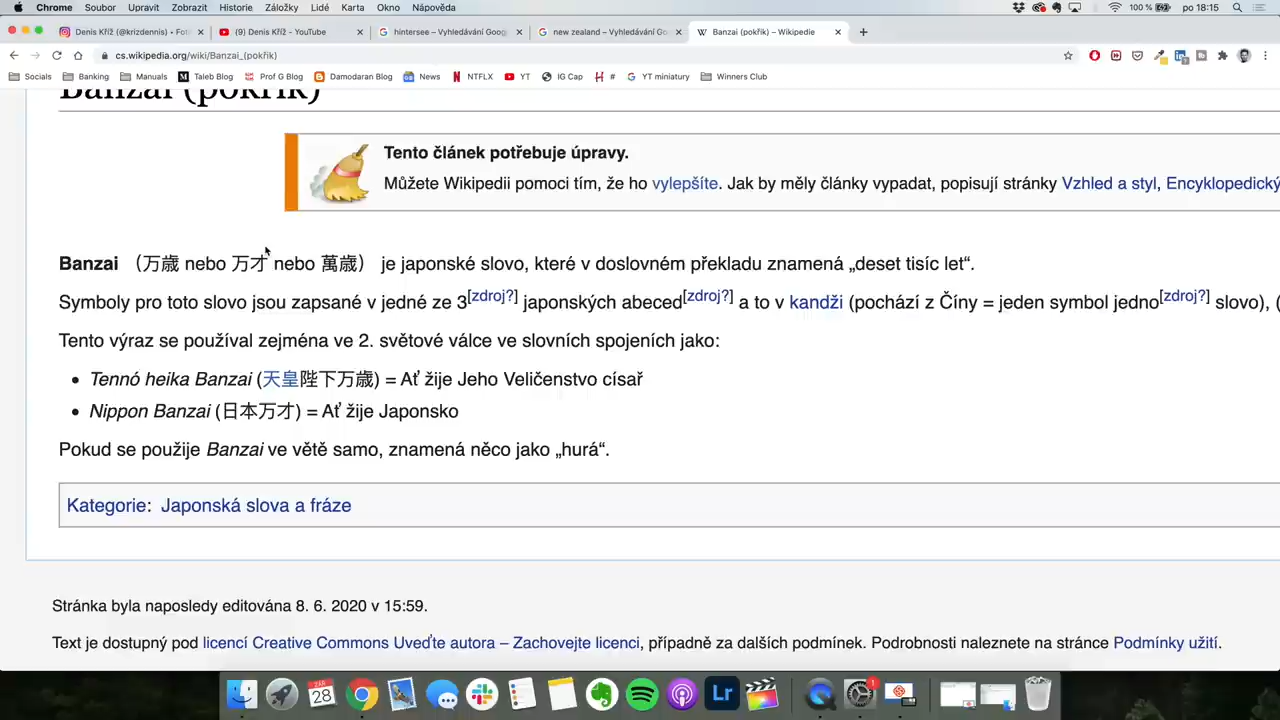 Chrome Soubor Upravit Zobrazit Historie Záložky Lidé Karta Okno Nápověda 100 % po 18:15
Denis Kříž (@krizdennis) • Fot
(9) Denis Kříž - YouTube
hintersee – Vyhledávání Goog
new zealand – Vyhledávání Go
Banzai (pokřik) – Wikipedie
cs.wikipedia.org/wiki/Banzai_(pokřik)
Socials Banking Manuals Taleb Blog Prof G Blog Damodaran Blog News NTFLX YT IG Cap # YT miniatury Winners Club
Banzai (pokřik)
Tento článek potřebuje úpravy.
Můžete Wikipedii pomoci tím, že ho vylepšíte. Jak by měly články vypadat, popisují stránky Vzhled a styl, Encyklopedický
Banzai （万歳 nebo 万才 nebo 萬歳） je japonské slovo, které v doslovném překladu znamená „deset tisíc let“.
Symboly pro toto slovo jsou zapsané v jedné ze 3[zdroj?] japonských abeced[zdroj?] a to v kandži (pochází z Číny = jeden symbol jedno[zdroj?] slovo), (
Tento výraz se používal zejména ve 2. světové válce ve slovních spojeních jako:
• Tennó heika Banzai (天皇陛下万歳) = Ať žije Jeho Veličenstvo císař
• Nippon Banzai (日本万才) = Ať žije Japonsko
Pokud se použije Banzai ve větě samo, znamená něco jako „hurá“.
Kategorie: Japonská slova a fráze
Stránka byla naposledy editována 8. 6. 2020 v 15:59.
Text je dostupný pod licencí Creative Commons Uveďte autora – Zachovejte licenci, případně za dalších podmínek. Podrobnosti naleznete na stránce Podmínky užití.
28
Lr
1